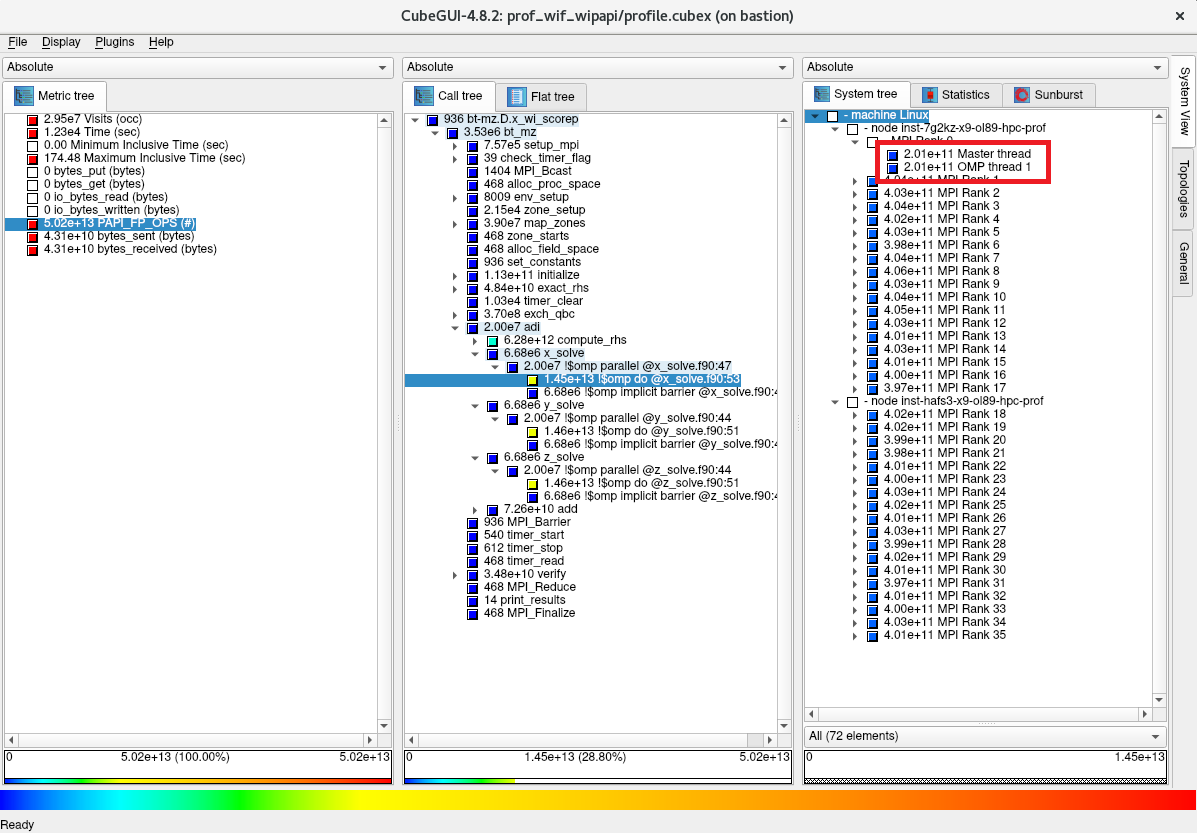 CubeGUI-4.8.2: prof_wif_wipapi/profile.cubex (on bastion)
File Display Plugins Help
Absolute
Metric tree
2.95e7 Visits (occ)
1.23e4 Time (sec)
0.00 Minimum Inclusive Time (sec)
174.48 Maximum Inclusive Time (sec)
0 bytes_put (bytes)
0 bytes_get (bytes)
0 io_bytes_read (bytes)
0 io_bytes_written (bytes)
5.02e+13 PAPI_FP_OPS (#)
4.31e+10 bytes_sent (bytes)
4.31e+10 bytes_received (bytes)
0 5.02e+13 (100.00%) 5.02e+13
Absolute
Call tree Flat tree
936 bt-mz.D.x_wi_scorep
3.53e6 bt_mz
7.57e5 setup_mpi
39 check_timer_flag
1404 MPI_Bcast
468 alloc_proc_space
8009 env_setup
2.15e4 zone_setup
3.90e7 map_zones
468 zone_starts
468 alloc_field_space
936 set_constants
1.13e+11 initialize
4.84e+10 exact_rhs
1.03e4 timer_clear
3.70e8 exch_qbc
2.00e7 adi
6.28e+12 compute_rhs
6.68e6 x_solve
2.00e7 !$omp parallel @x_solve.f90:47
1.45e+13 !$omp do @x_solve.f90:53
6.68e6 !$omp implicit barrier @x_solve.f90:4
6.68e6 y_solve
2.00e7 !$omp parallel @y_solve.f90:44
1.46e+13 !$omp do @y_solve.f90:51
6.68e6 !$omp implicit barrier @y_solve.f90:4
6.68e6 z_solve
2.00e7 !$omp parallel @z_solve.f90:44
1.46e+13 !$omp do @z_solve.f90:51
6.68e6 !$omp implicit barrier @z_solve.f90:4
7.26e+10 add
936 MPI_Barrier
540 timer_start
612 timer_stop
468 timer_read
3.48e+10 verify
468 MPI_Reduce
14 print_results
468 MPI_Finalize
0 1.45e+13 (28.80%) 5.02e+13
Absolute
System tree Statistics Sunburst
- machine Linux
- node inst-7g2kz-x9-ol89-hpc-prof
- MPI Rank 0
2.01e+11 Master thread
2.01e+11 OMP thread 1
4.04e+11 MPI Rank 1
4.03e+11 MPI Rank 2
4.04e+11 MPI Rank 3
4.02e+11 MPI Rank 4
4.03e+11 MPI Rank 5
3.98e+11 MPI Rank 6
4.04e+11 MPI Rank 7
4.06e+11 MPI Rank 8
4.03e+11 MPI Rank 9
4.04e+11 MPI Rank 10
4.05e+11 MPI Rank 11
4.03e+11 MPI Rank 12
4.01e+11 MPI Rank 13
4.03e+11 MPI Rank 14
4.01e+11 MPI Rank 15
4.00e+11 MPI Rank 16
3.97e+11 MPI Rank 17
- node inst-hafs3-x9-ol89-hpc-prof
4.02e+11 MPI Rank 18
4.02e+11 MPI Rank 19
3.99e+11 MPI Rank 20
3.98e+11 MPI Rank 21
4.01e+11 MPI Rank 22
4.00e+11 MPI Rank 23
4.03e+11 MPI Rank 24
4.02e+11 MPI Rank 25
4.01e+11 MPI Rank 26
4.03e+11 MPI Rank 27
3.99e+11 MPI Rank 28
4.02e+11 MPI Rank 29
4.01e+11 MPI Rank 30
3.97e+11 MPI Rank 31
4.01e+11 MPI Rank 32
4.00e+11 MPI Rank 33
4.03e+11 MPI Rank 34
4.01e+11 MPI Rank 35
All (72 elements)
0 1.45e+13
System View
Topologies
General
Ready